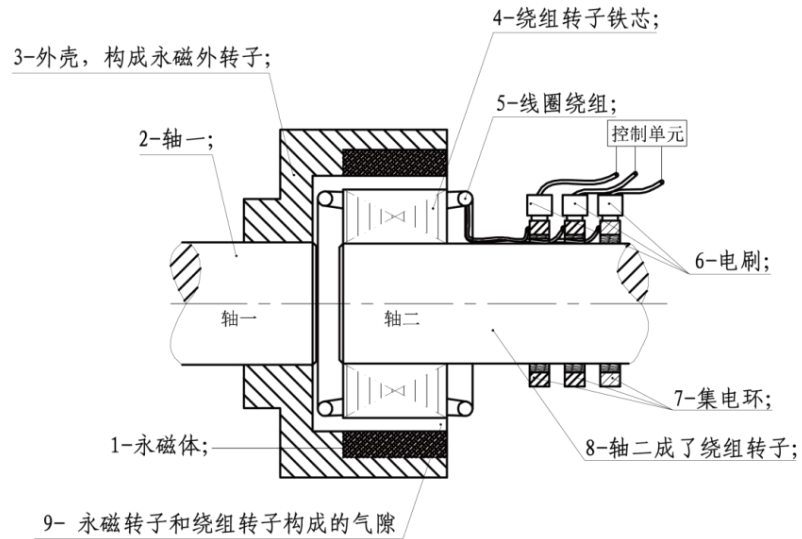 4-绕组转子铁芯;
3-外壳，构成永磁外转子;
5-线圈绕组;
2-轴一;
控制单元
6-电刷;
轴一
轴二
7-集电环;
1-永磁体;
8-轴二成了绕组转子;
9- 永磁转子和绕组转子构成的气隙